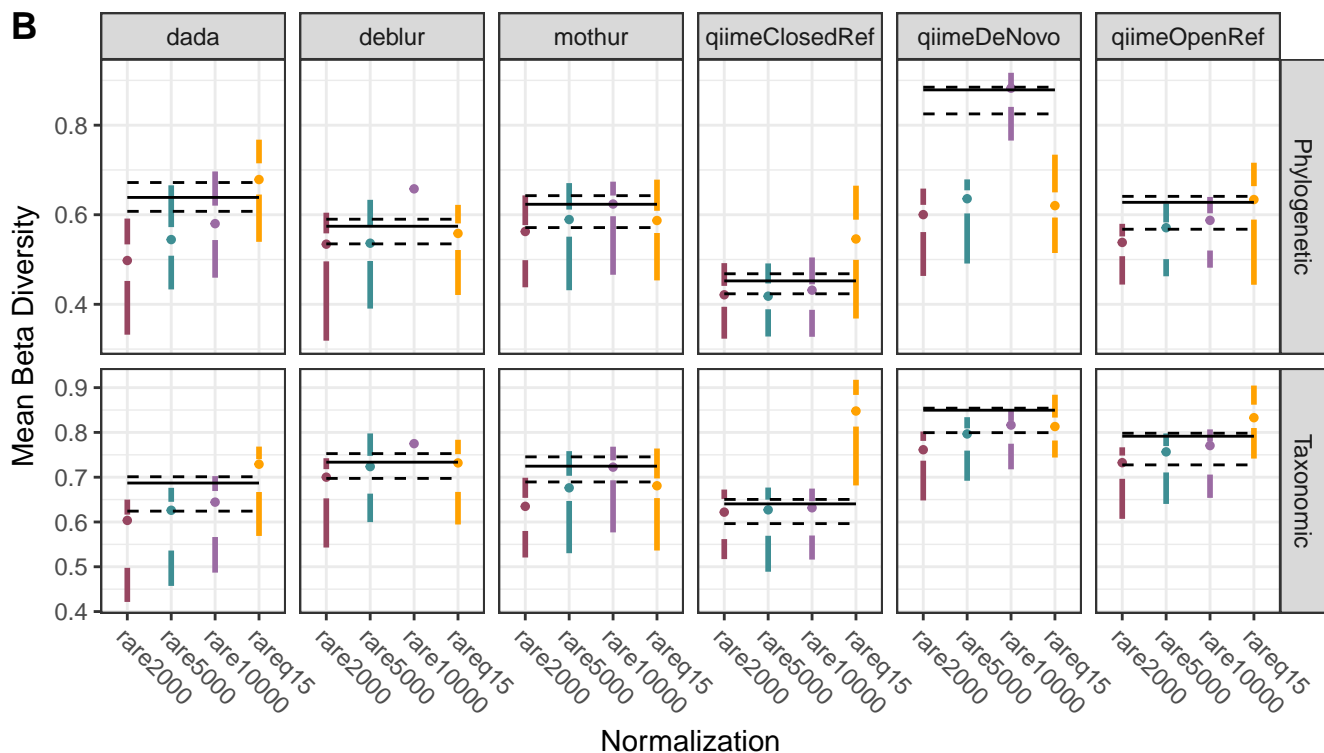 B
dada deblur mothur qiimeClosedRef qiimeDeNovo qiimeOpenRef
Mean Beta Diversity
0.8
0.6
0.4
Phylogenetic
0.9
0.8
0.7
0.6
0.5
0.4
Taxonomic
rare2000 rare5000 rare10000 rareq15 rare2000 rare5000 rare10000 rareq15 rare2000 rare5000 rare10000 rareq15 rare2000 rare5000 rare10000 rareq15 rare2000 rare5000 rare10000 rareq15 rare2000 rare5000 rare10000 rareq15
Normalization